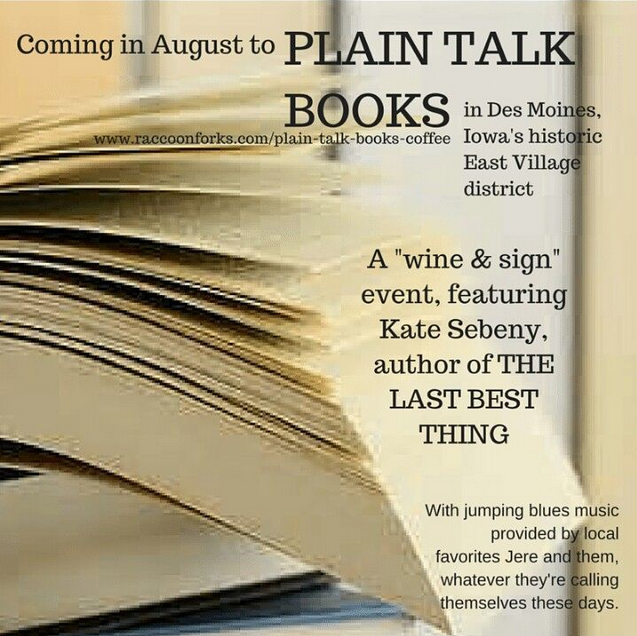 Coming in August to PLAIN TALK
BOOKS
www.raccoonforks.com/plain-talk-books-coffee
in Des Moines,
Iowa's historic
East Village
district
A "wine & sign"
event, featuring
Kate Sebeny,
author of THE
LAST BEST
THING
With jumping blues music
provided by local
favorites Jere and them,
whatever they're calling
themselves these days.